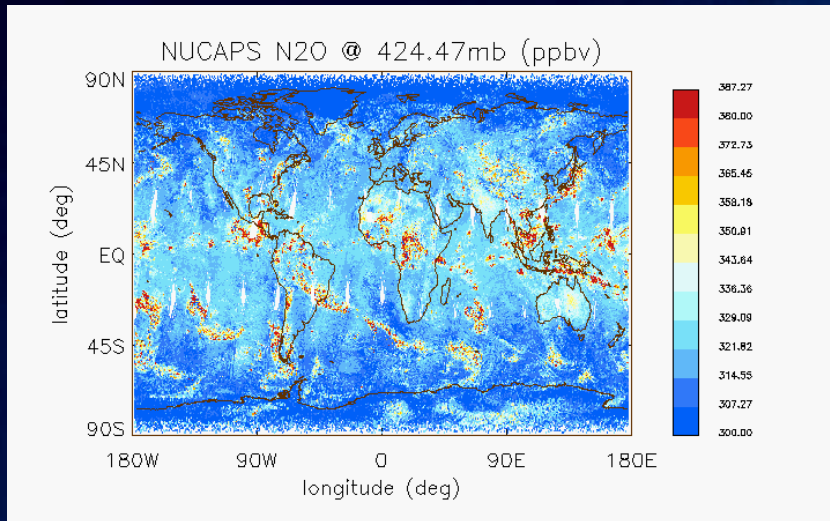 NUCAPS N2O @ 424.47mb (ppbv)
90N
45N
EQ
45S
90S
latitude (deg)
180W 90W 0 90E 180E
longitude (deg)
387.27
380.00
372.73
365.45
358.18
350.91
343.64
336.36
329.09
321.82
314.55
307.27
300.00